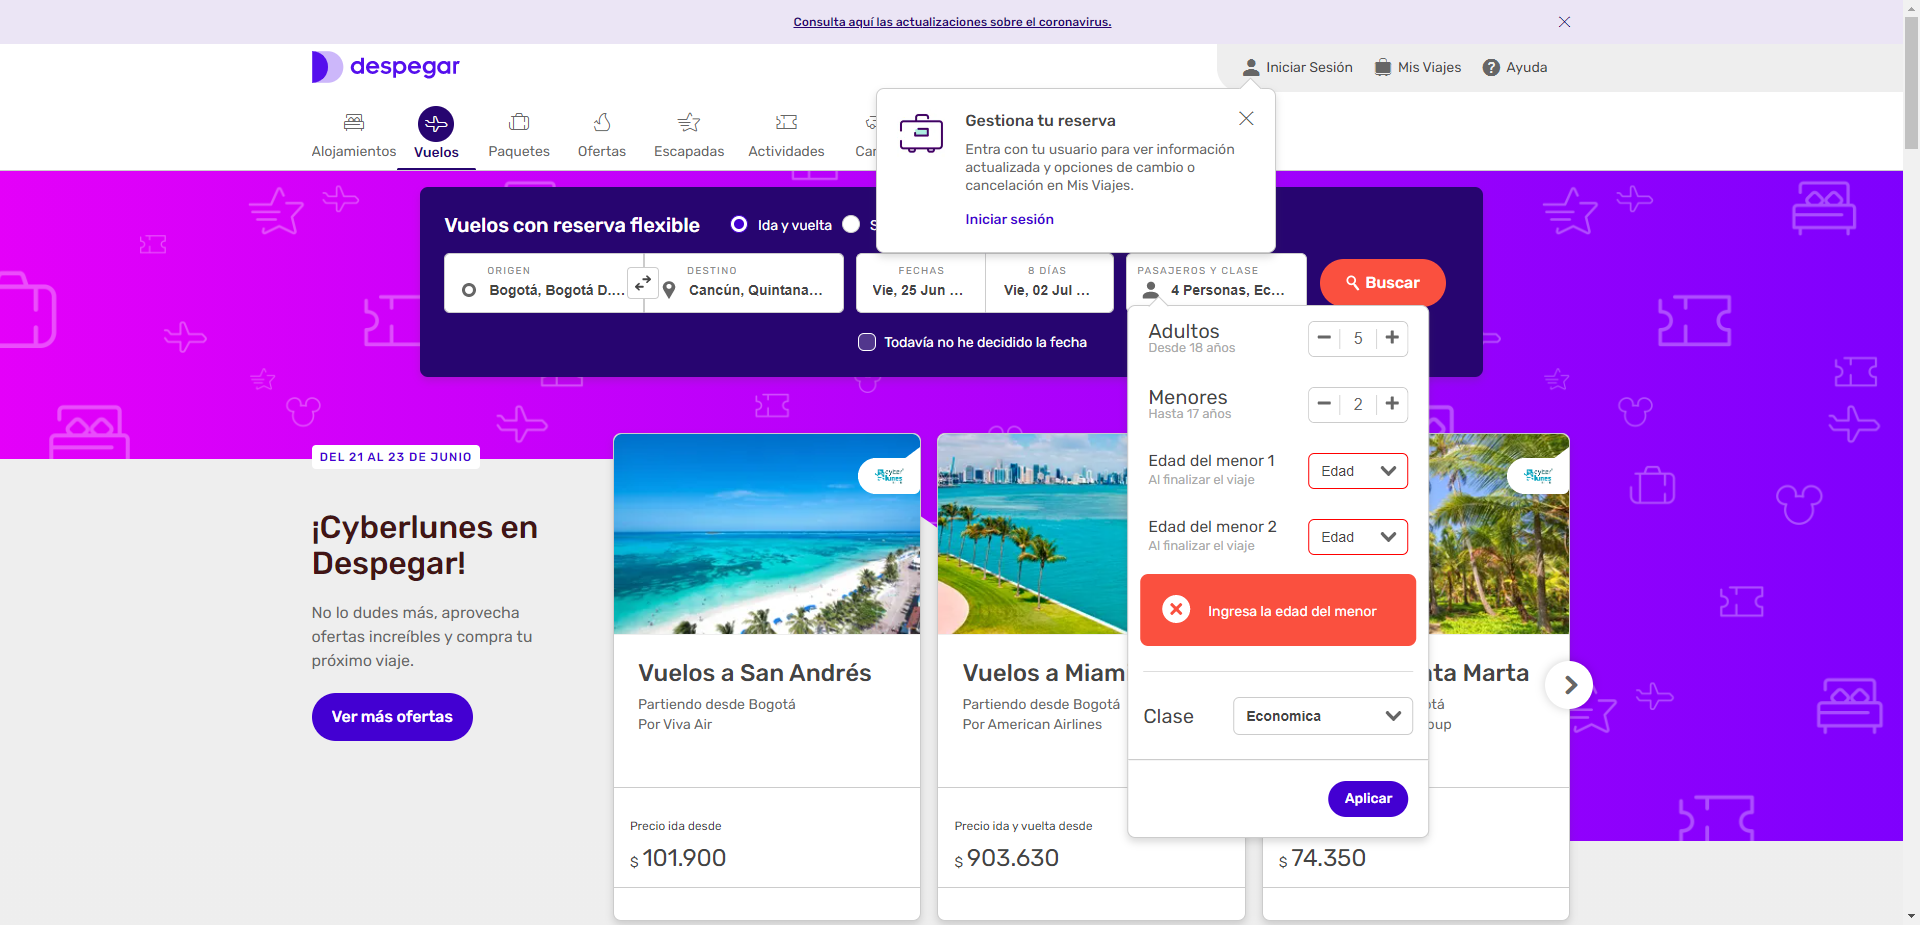 Consulta aquí las actualizaciones sobre el coronavirus.
despegar
Iniciar Sesión
Mis Viajes
Ayuda
Alojamientos
Vuelos
Paquetes
Ofertas
Escapadas
Actividades
Gestiona tu reserva
Entra con tu usuario para ver información
actualizada y opciones de cambio o
cancelación en Mis Viajes.
Iniciar sesión
Vuelos con reserva flexible
Ida y vuelta
ORIGEN
Bogotá, Bogotá D....
DESTINO
Cancún, Quintana...
FECHAS
Vie, 25 Jun ...
8 DÍAS
Vie, 02 Jul ...
PASAJEROS Y CLASE
4 Personas, Ec...
Buscar
Todavía no he decidido la fecha
Adultos
Desde 18 años
5
Menores
Hasta 17 años
2
Edad del menor 1
Al finalizar el viaje
Edad
Edad del menor 2
Al finalizar el viaje
Edad
Ingresa la edad del menor
Clase
Economica
Aplicar
DEL 21 AL 23 DE JUNIO
¡Cyberlunes en
Despegar!
No lo dudes más, aprovecha
ofertas increíbles y compra tu
próximo viaje.
Ver más ofertas
Vuelos a San Andrés
Partiendo desde Bogotá
Por Viva Air
Precio ida desde
$ 101.900
Vuelos a Miam
Partiendo desde Bogotá
Por American Airlines
Precio ida y vuelta desde
$ 903.630
ta Marta
tá
oup
$ 74.350